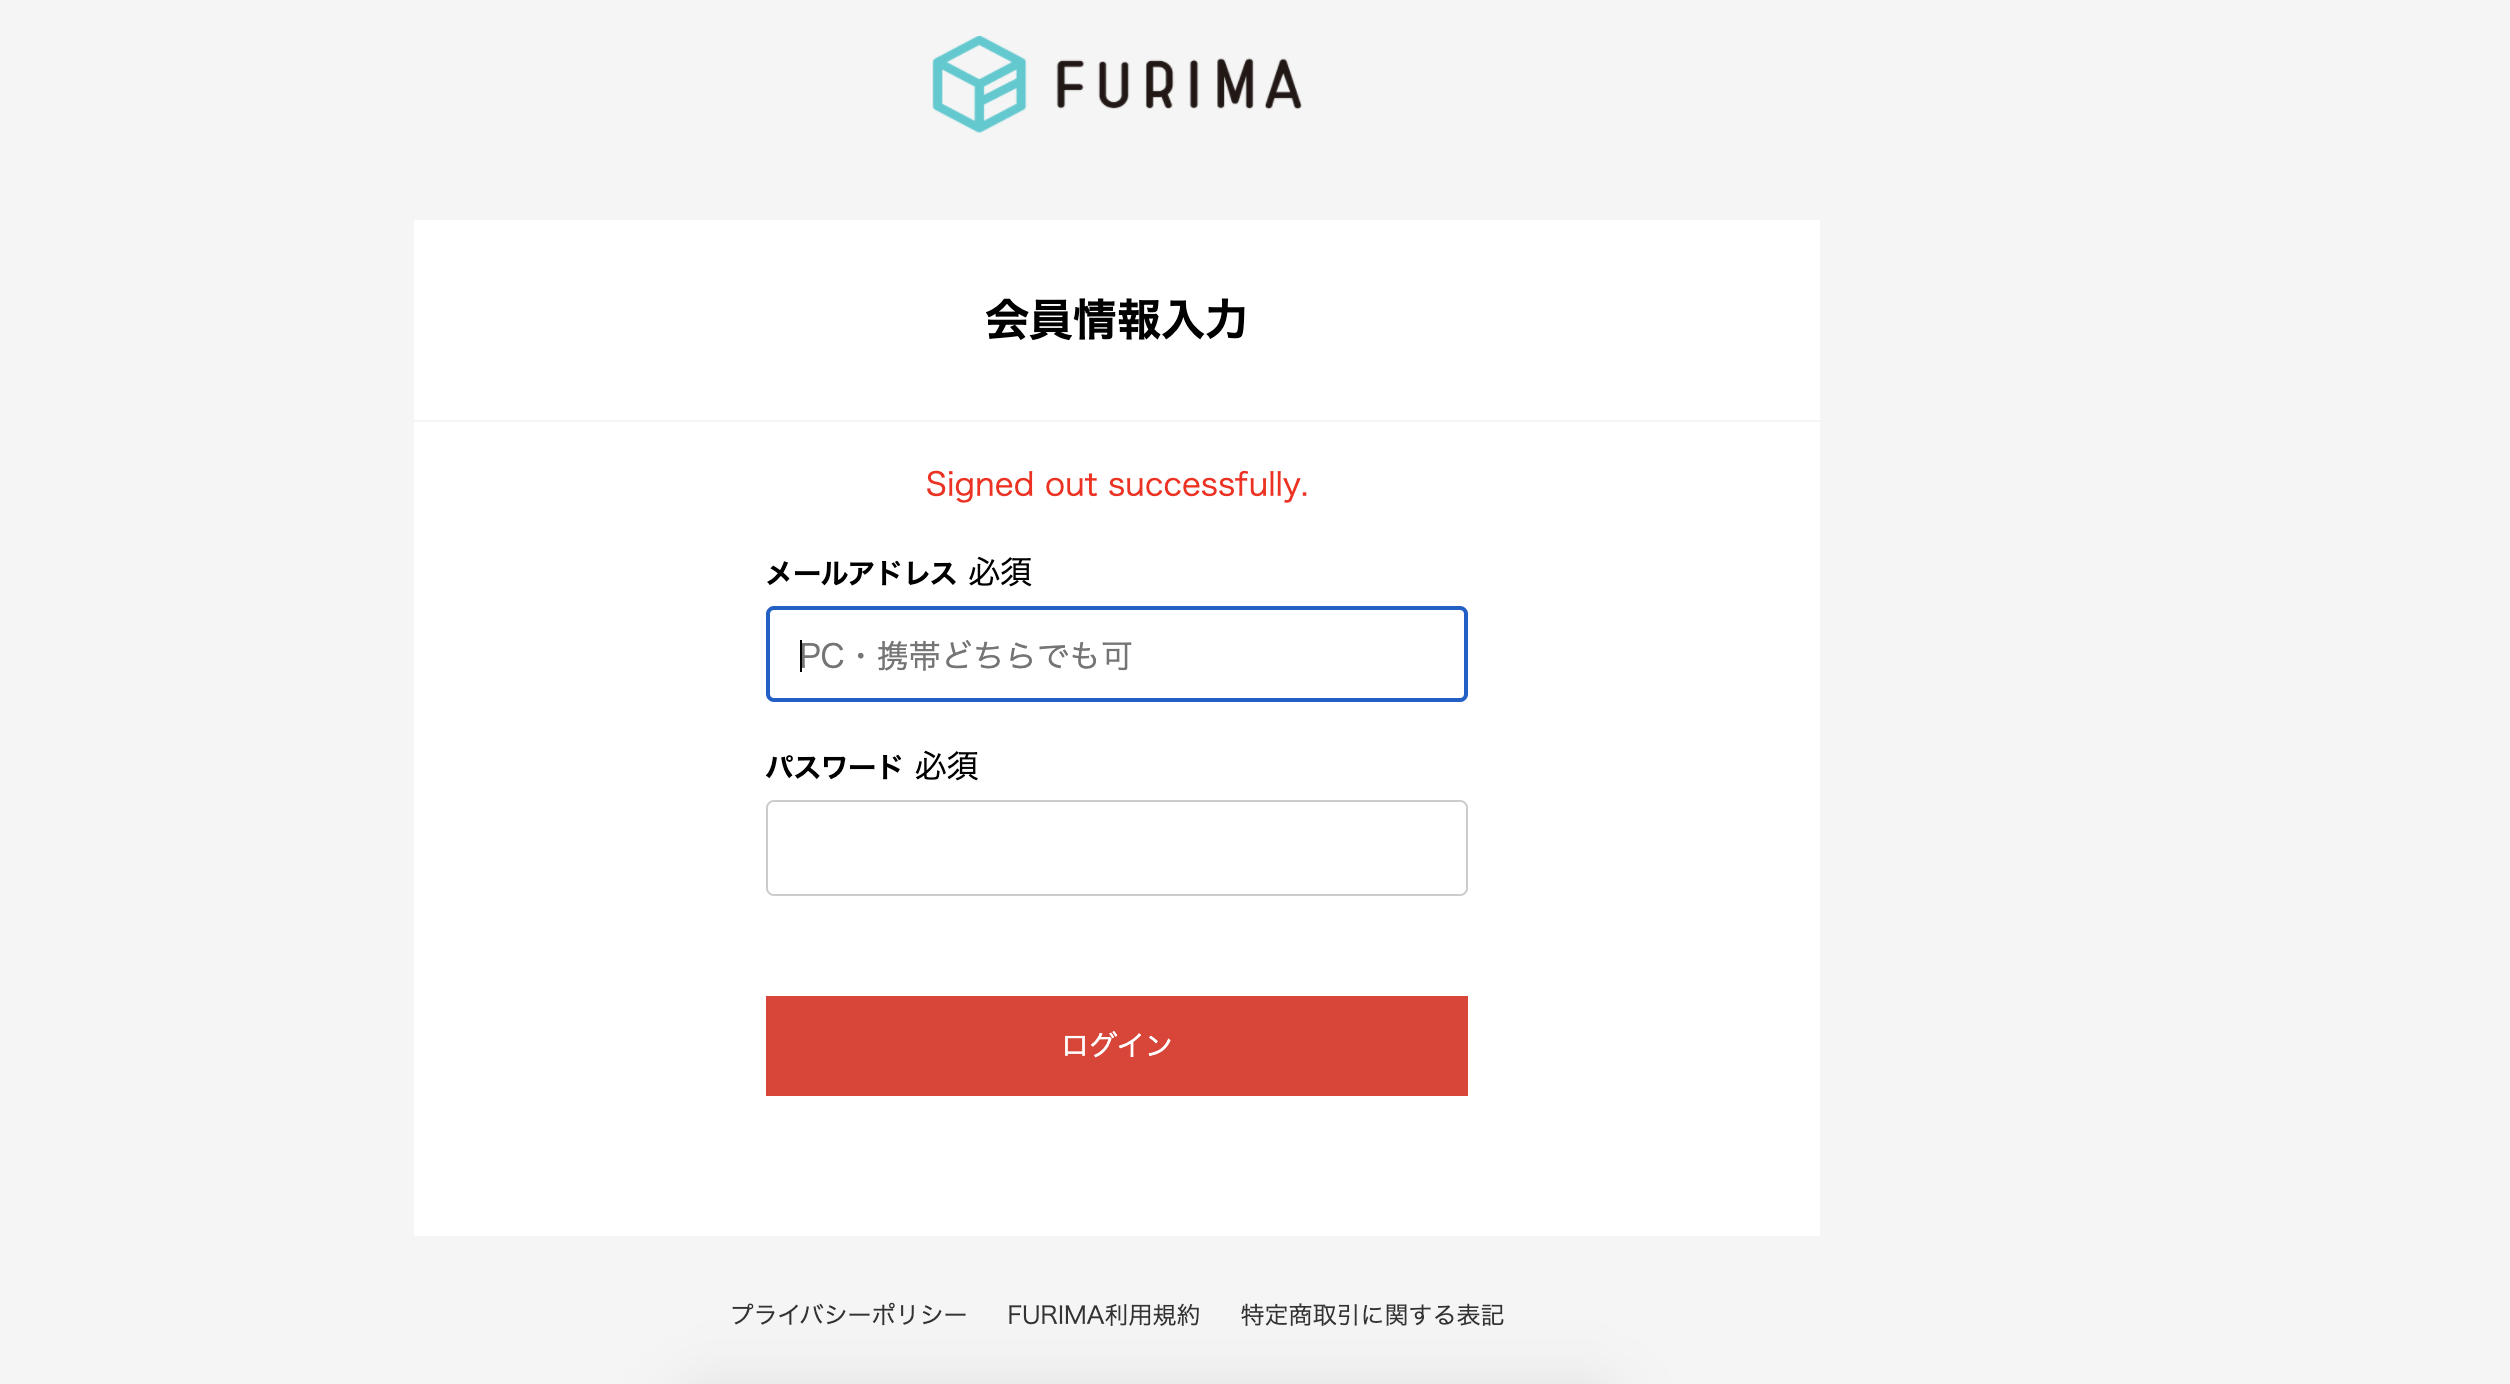 FURIMA
会員情報入力
Signed out successfully.
メールアドレス 必須
PC・携帯どちらでも可
パスワード 必須
ログイン
プライバシーポリシー FURIMA利用規約 特定商取引に関する表記